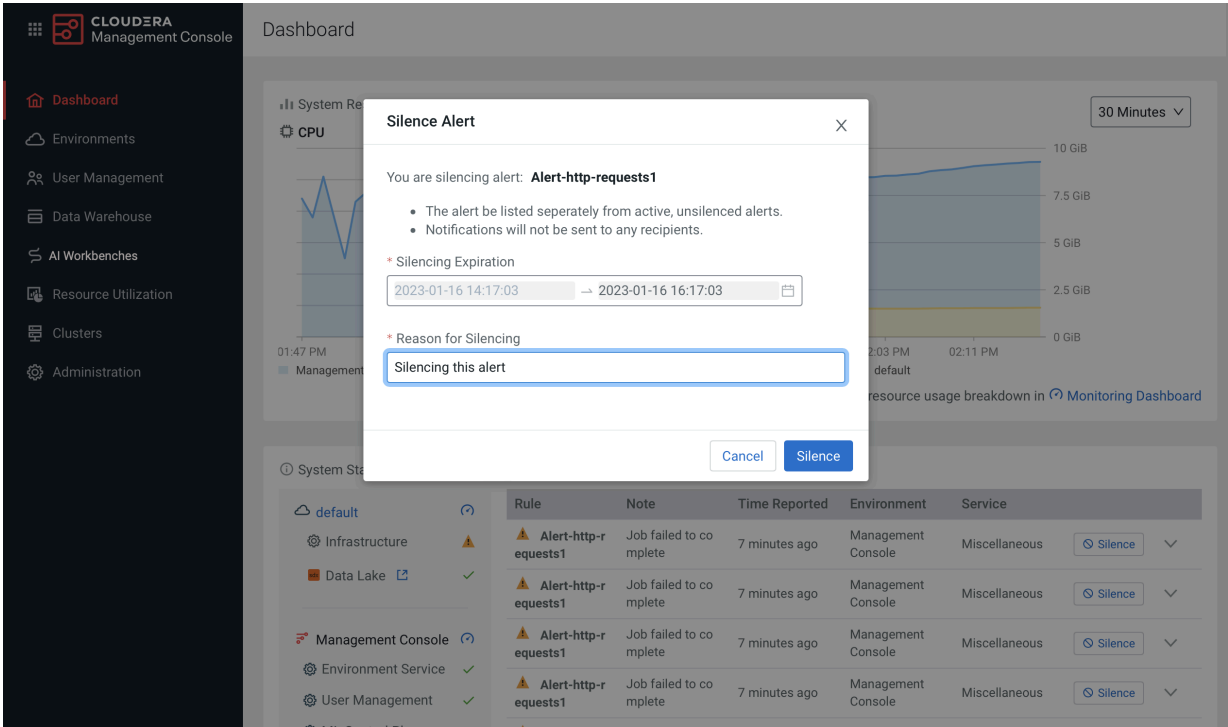 CLOUDERA
Management Console
Dashboard
Dashboard
Environments
User Management
Data Warehouse
AI Workbenches
Resource Utilization
Clusters
Administration
System Re
30 Minutes
CPU
10 GiB
7.5 GiB
5 GiB
2.5 GiB
0 GiB
01:47 PM
2:03 PM
02:11 PM
Management
default
resource usage breakdown in Monitoring Dashboard
Silence Alert
You are silencing alert: Alert-http-requests1
The alert be listed seperately from active, unsilenced alerts.
Notifications will not be sent to any recipients.
* Silencing Expiration
2023-01-16 14:17:03 → 2023-01-16 16:17:03
* Reason for Silencing
Silencing this alert
Cancel
Silence
System Sta
default
Infrastructure
Data Lake
Management Console
Environment Service
User Management
Rule Note Time Reported Environment Service
Alert-http-r Job failed to co 7 minutes ago Management Miscellaneous Silence
equests1 mplete Console
Alert-http-r Job failed to co 7 minutes ago Management Miscellaneous Silence
equests1 mplete Console
Alert-http-r Job failed to co 7 minutes ago Management Miscellaneous Silence
equests1 mplete Console
Alert-http-r Job failed to co 7 minutes ago Management Miscellaneous Silence
equests1 mplete Console